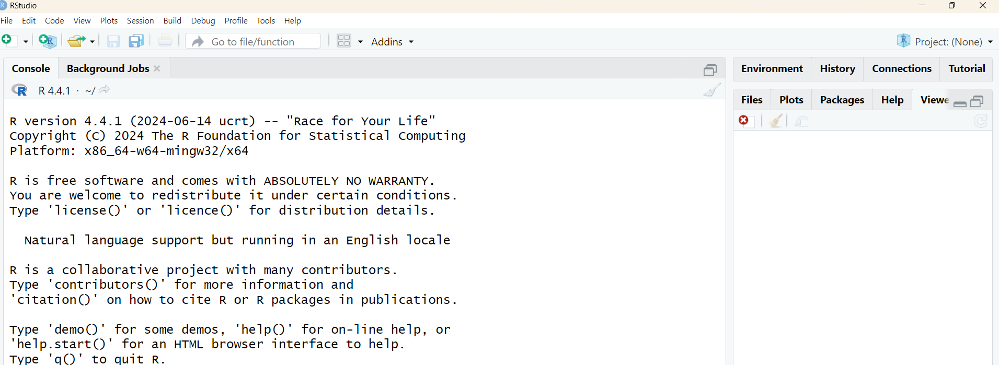 RStudio
File Edit Code View Plots Session Build Debug Profile Tools Help
Go to file/function Addins Project: (None)
Console Background Jobs
R 4.4.1 · ~/
R version 4.4.1 (2024-06-14 ucrt) -- "Race for Your Life"
Copyright (C) 2024 The R Foundation for Statistical Computing
Platform: x86_64-w64-mingw32/x64
R is free software and comes with ABSOLUTELY NO WARRANTY.
You are welcome to redistribute it under certain conditions.
Type 'license()' or 'licence()' for distribution details.
Natural language support but running in an English locale
R is a collaborative project with many contributors.
Type 'contributors()' for more information and
'citation()' on how to cite R or R packages in publications.
Type 'demo()' for some demos, 'help()' for on-line help, or
'help.start()' for an HTML browser interface to help.
Type 'q()' to quit R.
Environment History Connections Tutorial
Files Plots Packages Help Viewe